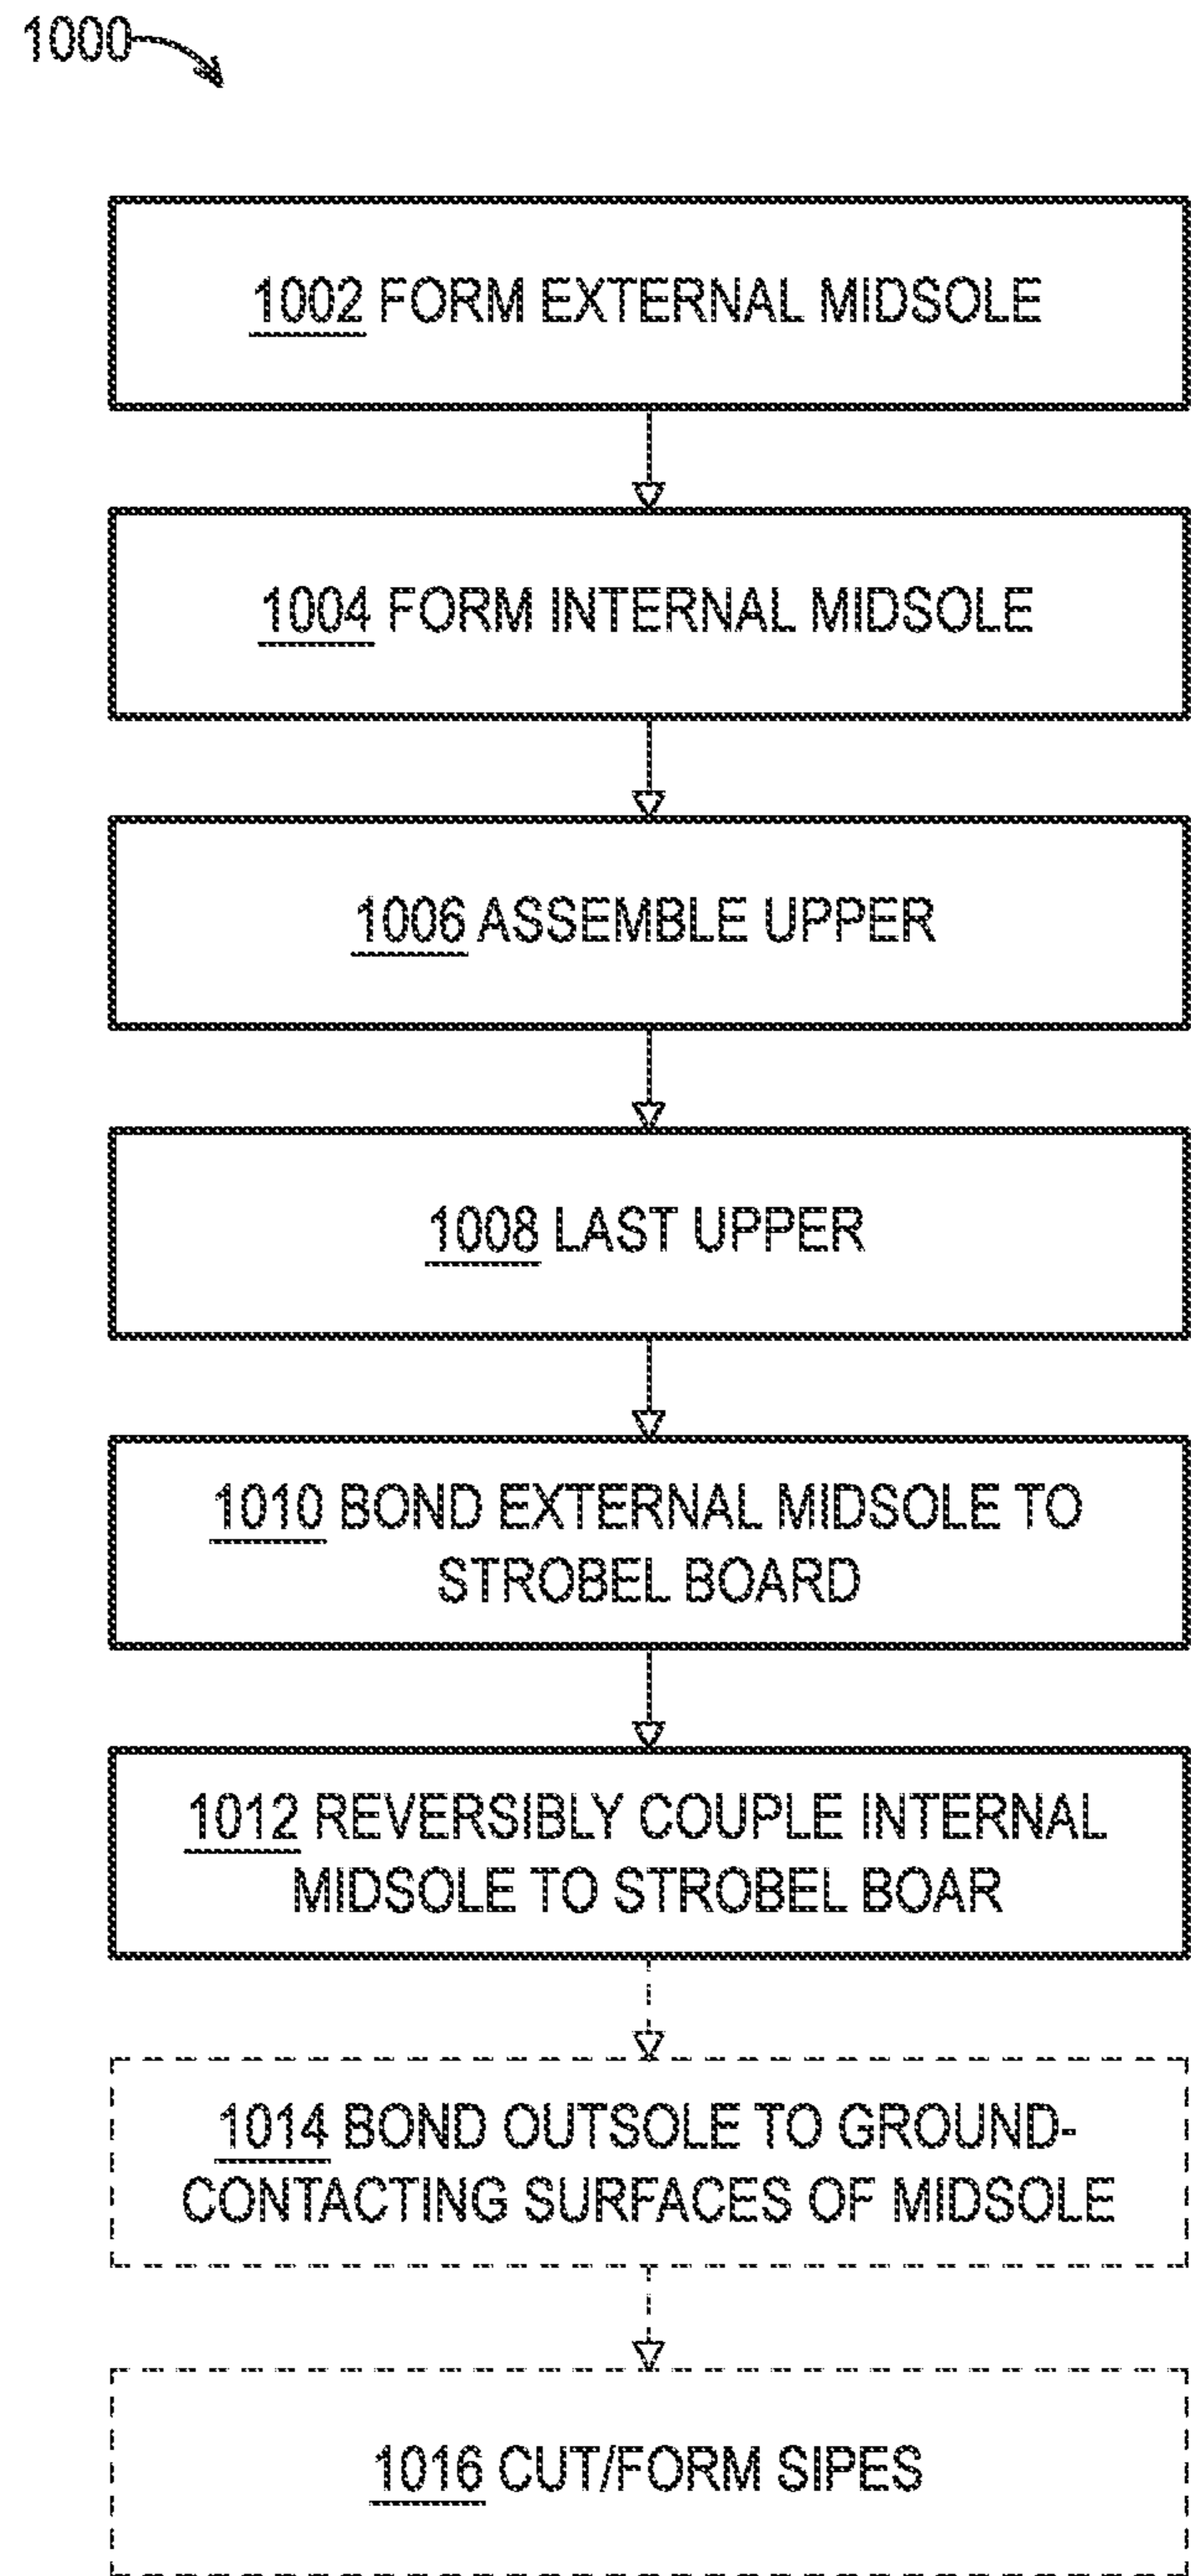 1000
1002 FORM EXTERNAL MIDSOLE
1004 FORM INTERNAL MIDSOLE
1006 ASSEMBLE UPPER
1008 LAST UPPER
1010 BOND EXTERNAL MIDSOLE TO
STROBEL BOARD
1012 REVERSIBLY COUPLE INTERNAL
MIDSOLE TO STROBEL BOAR
1014 BOND OUTSOLE TO GROUND-
CONTACTING SURFACES OF MIDSOLE
1016 CUT/FORM SIPES